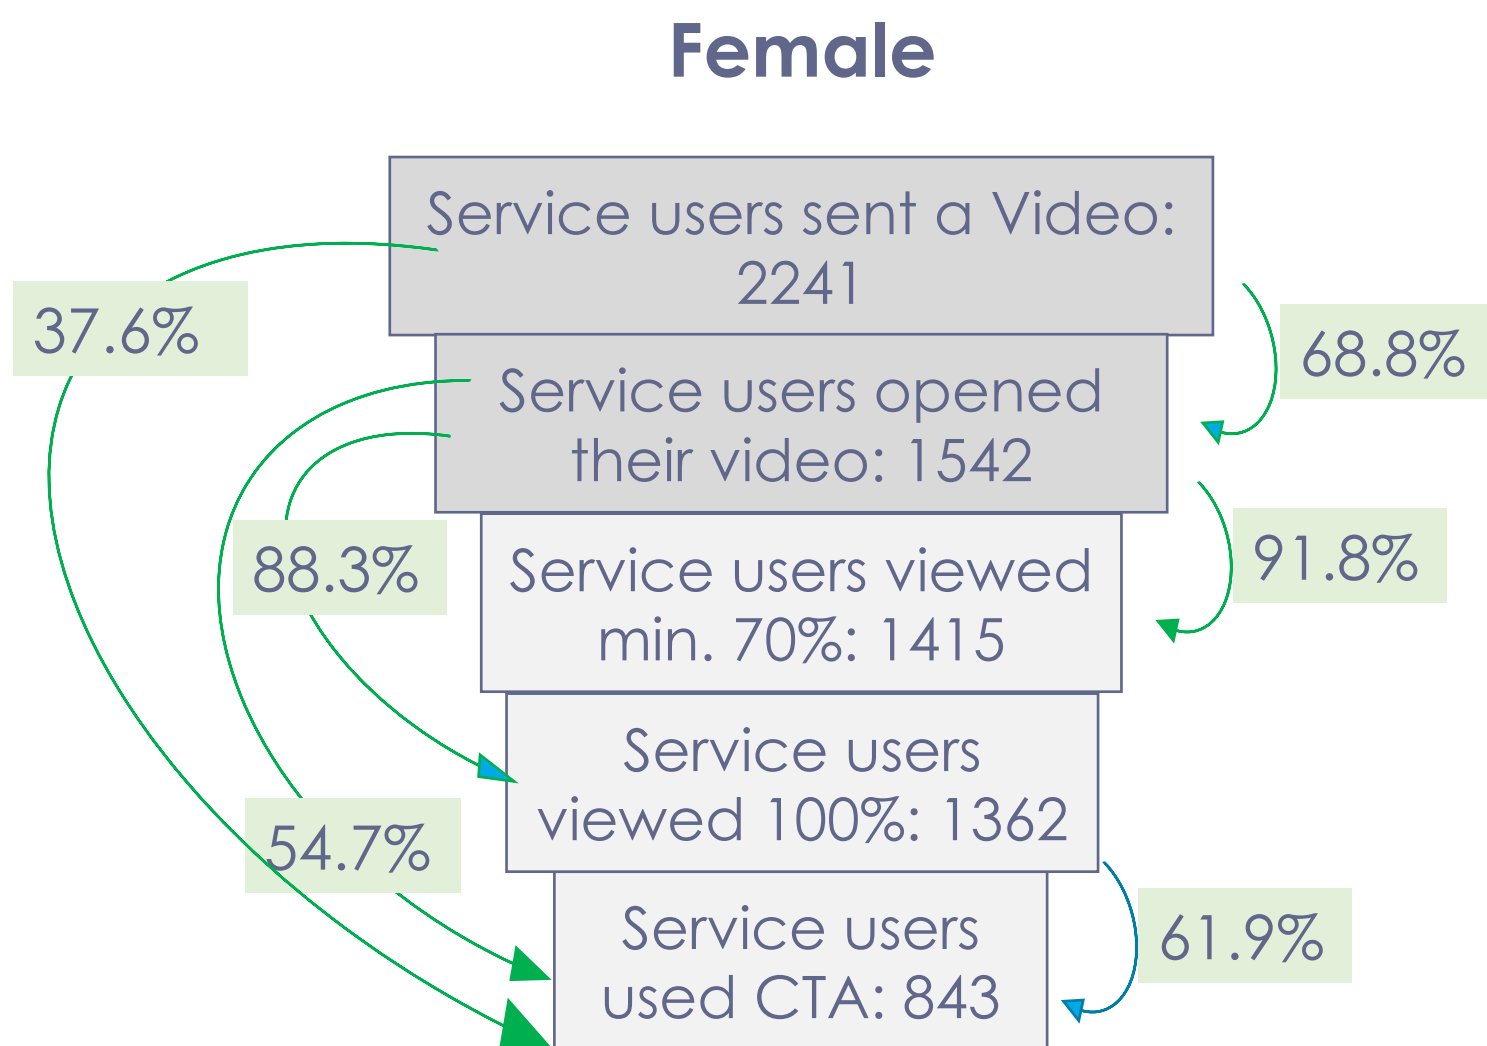 Female
Service users sent a Video:
2241
37.6%
68.8%
Service users opened
their video: 1542
88.3%
91.8%
Service users viewed
min. 70%: 1415
Service users
viewed 100%: 1362
54.7%
61.9%
Service users
used CTA: 843